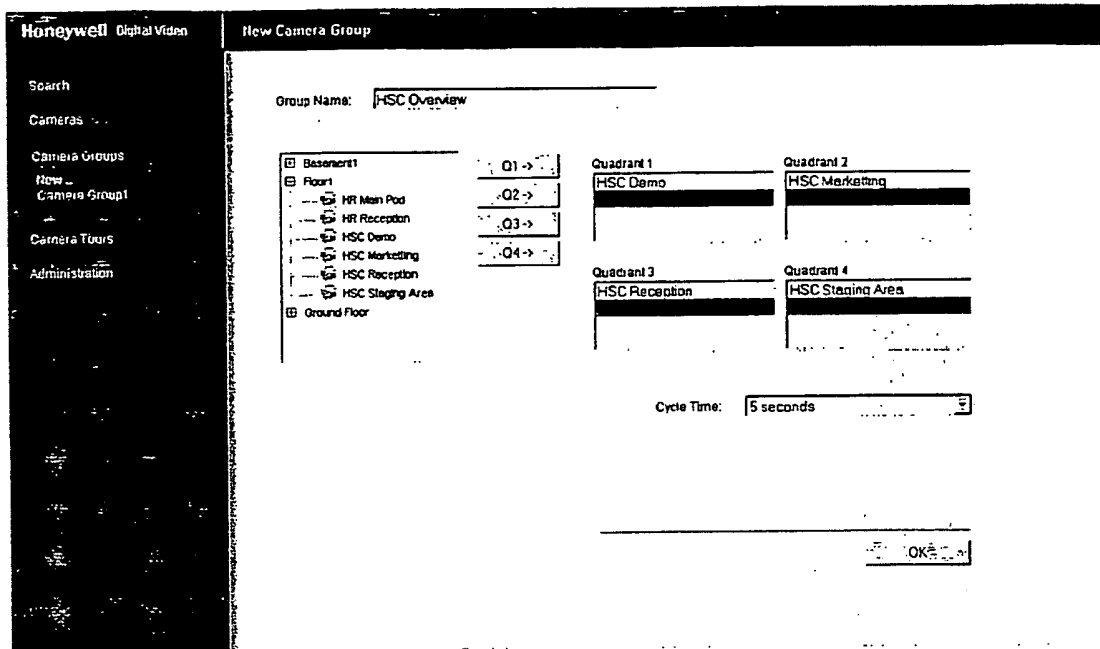 Honeywell Digital Video
New Camera Group
Search
Cameras
Camera Groups
New
Camera Group1
Camera Tours
Administration
Group Name: HSC Overview
Basement1
Floor1
HR Main Pod
HR Reception
HSC Demo
HSC Marketting
HSC Reception
HSC Staging Area
Ground Floor
Q1 ->
Q2 ->
Q3 ->
Q4 ->
Quadrant 1
HSC Demo
Quadrant 2
HSC Marketting
Quadrant 3
HSC Reception
Quadrant 4
HSC Staging Area
Cycle Time: 5 seconds
OK